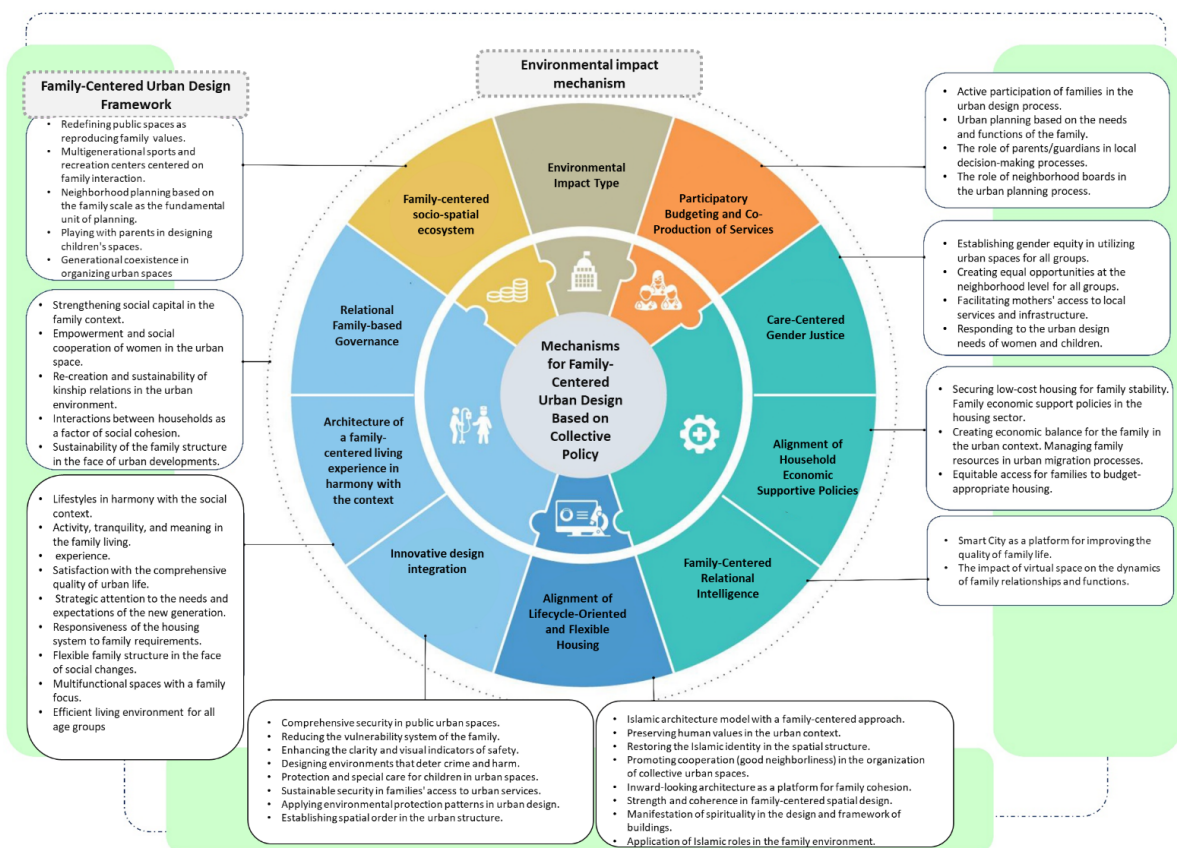 Environmental impact
mechanism
Family-Centered Urban Design
Framework
• Redefining public spaces as
reproducing family values.
• Multigenerational sports and
recreation centers centered on
family interaction.
• Neighborhood planning based on
the family scale as the fundamental
unit of planning.
• Playing with parents in designing
children's spaces.
• Generational coexistence in
organizing urban spaces
• Strengthening social capital in the
family context.
• Empowerment and social
cooperation of women in the urban
space.
• Re-creation and sustainability of
kinship relations in the urban
environment.
• Interactions between households as
a factor of social cohesion.
• Sustainability of the family structure
in the face of urban developments.
• Lifestyles in harmony with the social
context.
• Activity, tranquility, and meaning in
the family living.
• experience.
• Satisfaction with the comprehensive
quality of urban life.
• Strategic attention to the needs and
expectations of the new generation.
• Responsiveness of the housing
system to family requirements.
• Flexible family structure in the face
of social changes.
• Multifunctional spaces with a family
focus.
• Efficient living environment for all
age groups
Environmental
Impact Type
Participatory
Budgeting and Co-
Production of Services
Care-Centered
Gender Justice
Alignment of
Household
Economic
Supportive Policies
Family-Centered
Relational
Intelligence
Alignment of
Lifecycle-Oriented
and Flexible
Housing
Innovative design
integration
Architecture of
a family-
centered living
experience in
harmony with
the context
Relational
Family-based
Governance
Family-centered
socio-spatial
ecosystem
Mechanisms
for Family-
Centered
Urban Design
Based on
Collective
Policy
• Active participation of families in the
urban design process.
• Urban planning based on the needs
and functions of the family.
• The role of parents/guardians in local
decision-making processes.
• The role of neighborhood boards in
the urban planning process.
• Establishing gender equity in utilizing
urban spaces for all groups.
• Creating equal opportunities at the
neighborhood level for all groups.
• Facilitating mothers' access to local
services and infrastructure.
• Responding to the urban design
needs of women and children.
• Securing low-cost housing for family stability.
Family economic support policies in the
housing sector.
• Creating economic balance for the family in
the urban context. Managing family
resources in urban migration processes.
• Equitable access for families to budget-
appropriate housing.
• Smart City as a platform for improving the
quality of family life.
• The impact of virtual space on the dynamics
of family relationships and functions.
• Comprehensive security in public urban spaces.
• Reducing the vulnerability system of the family.
• Enhancing the clarity and visual indicators of safety.
• Designing environments that deter crime and harm.
• Protection and special care for children in urban spaces.
• Sustainable security in families' access to urban services.
• Applying environmental protection patterns in urban design.
• Establishing spatial order in the urban structure.
• Islamic architecture model with a family-centered approach.
• Preserving human values in the urban context.
• Restoring the Islamic identity in the spatial structure.
• Promoting cooperation (good neighborliness) in the organization
of collective urban spaces.
• Inward-looking architecture as a platform for family cohesion.
• Strength and coherence in family-centered spatial design.
• Manifestation of spirituality in the design and framework of
buildings.
• Application of Islamic roles in the family environment.